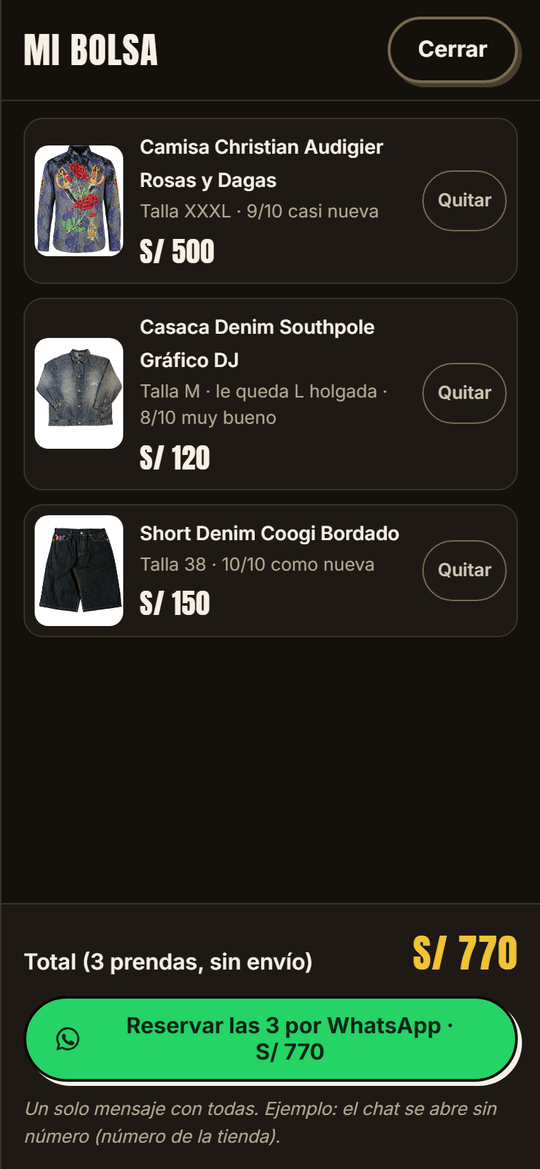 MI BOLSA
Cerrar
Camisa Christian Audigier
Rosas y Dagas
Talla XXXL · 9/10 casi nueva
S/ 500
Quitar
Casaca Denim Southpole
Gráfico DJ
Talla M · le queda L holgada ·
8/10 muy bueno
S/ 120
Quitar
Short Denim Coogi Bordado
Talla 38 · 10/10 como nueva
S/ 150
Quitar
Total (3 prendas, sin envío)
S/ 770
Reservar las 3 por WhatsApp ·
S/ 770
Un solo mensaje con todas. Ejemplo: el chat se abre sin
número (número de la tienda).